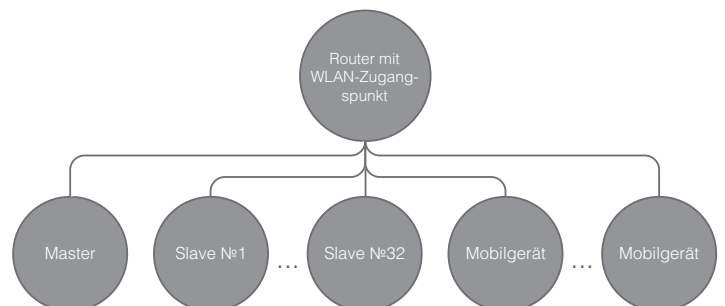 Router mit
WLAN-Zugang-
spunkt
Master
Slave №1
...
Slave №32
Mobilgerät
...
Mobilgerät